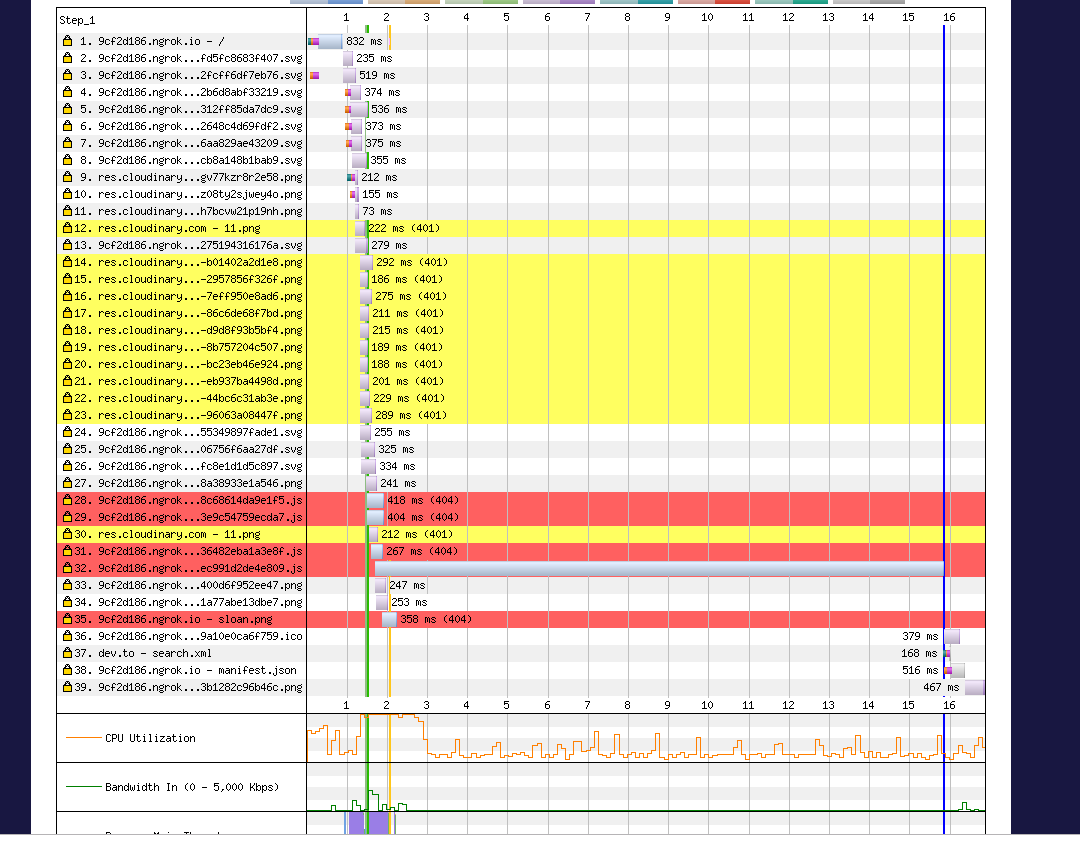 Step_1
1 2 3 4 5 6 7 8 9 10 11 12 13 14 15 16
1. 9cf2d186.ngrok.io - / 832 ms
2. 9cf2d186.ngrok...fd5fc8683f407.svg 235 ms
3. 9cf2d186.ngrok...2fcff6df7eb76.svg 519 ms
4. 9cf2d186.ngrok...2b6d8abf33219.svg 374 ms
5. 9cf2d186.ngrok...312ff85da7dc9.svg 536 ms
6. 9cf2d186.ngrok...2648c4d69fdf2.svg 373 ms
7. 9cf2d186.ngrok...6aa829ae43209.svg 375 ms
8. 9cf2d186.ngrok...cb8a148b1bab9.svg 355 ms
9. res.cloudinary...gv77kzr8r2e58.png 212 ms
10. res.cloudinary...z08ty2sjwey4o.png 155 ms
11. res.cloudinary...h7bcvw21p19nh.png 73 ms
12. res.cloudinary.com - 11.png 222 ms (401)
13. 9cf2d186.ngrok...275194316176a.svg 279 ms
14. res.cloudinary...-b01402a2d1e8.png 292 ms (401)
15. res.cloudinary...-2957856f326f.png 186 ms (401)
16. res.cloudinary...-7eff950e8ad6.png 275 ms (401)
17. res.cloudinary...-86c6de68f7bd.png 211 ms (401)
18. res.cloudinary...-d9d8f93b5bf4.png 215 ms (401)
19. res.cloudinary...-8b757204c507.png 189 ms (401)
20. res.cloudinary...-bc23eb46e924.png 188 ms (401)
21. res.cloudinary...-eb937ba4498d.png 201 ms (401)
22. res.cloudinary...-44bc6c31ab3e.png 229 ms (401)
23. res.cloudinary...-96063a08447f.png 289 ms (401)
24. 9cf2d186.ngrok...55349897fade1.svg 255 ms
25. 9cf2d186.ngrok...06756f6aa27df.svg 325 ms
26. 9cf2d186.ngrok...fc8e1d1d5c897.svg 334 ms
27. 9cf2d186.ngrok...8a38933e1a546.png 241 ms
28. 9cf2d186.ngrok...8c68614da9e1f5.js 418 ms (404)
29. 9cf2d186.ngrok...3e9c54759ecda7.js 404 ms (404)
30. res.cloudinary.com - 11.png 212 ms (401)
31. 9cf2d186.ngrok...36482eba1a3e8f.js 267 ms (404)
32. 9cf2d186.ngrok...ec991d2de4e809.js
33. 9cf2d186.ngrok...400d6f952ee47.png 247 ms
34. 9cf2d186.ngrok...1a77abe13dbe7.png 253 ms
35. 9cf2d186.ngrok.io - sloan.png 358 ms (404)
36. 9cf2d186.ngrok...9a10e0ca6f759.ico 379 ms
37. dev.to - search.xml 168 ms
38. 9cf2d186.ngrok.io - manifest.json 516 ms
39. 9cf2d186.ngrok...3b1282c96b46c.png 467 ms
1 2 3 4 5 6 7 8 9 10 11 12 13 14 15 16
CPU Utilization
Bandwidth In (0 - 5,000 Kbps)